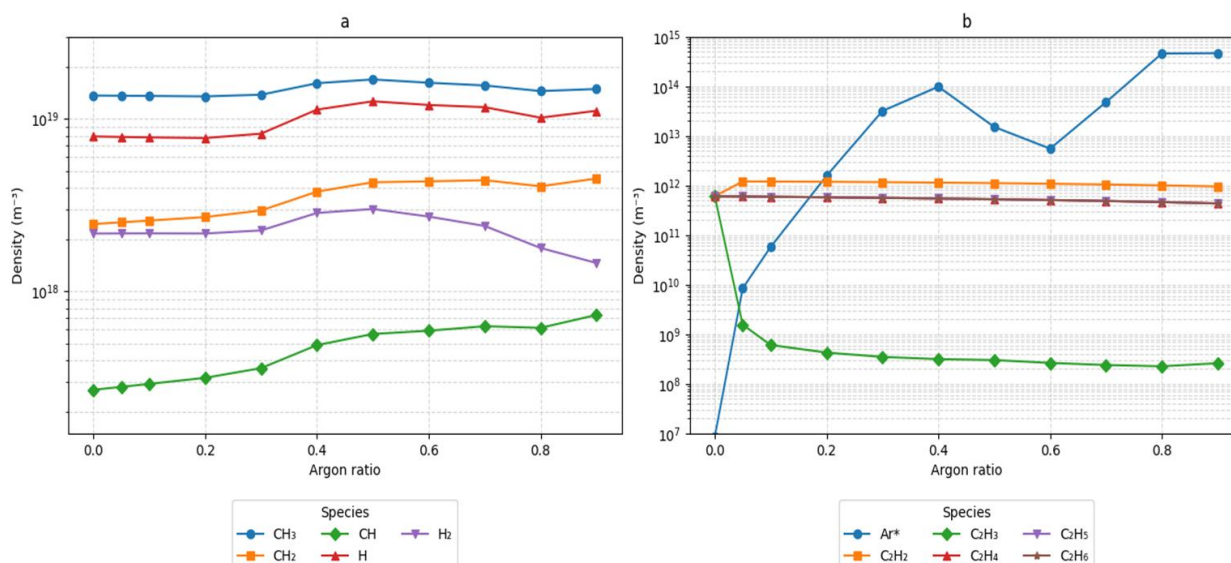 a
10¹⁹
10¹⁸
Density (m⁻³)
0.0 0.2 0.4 0.6 0.8
Argon ratio
Species
CH₃ CH H₂
CH₂ H
b
10¹⁵
10¹⁴
10¹³
10¹²
10¹¹
10¹⁰
10⁹
10⁸
10⁷
Density (m⁻³)
0.0 0.2 0.4 0.6 0.8
Argon ratio
Species
Ar* C₂H₃ C₂H₅
C₂H₂ C₂H₄ C₂H₆